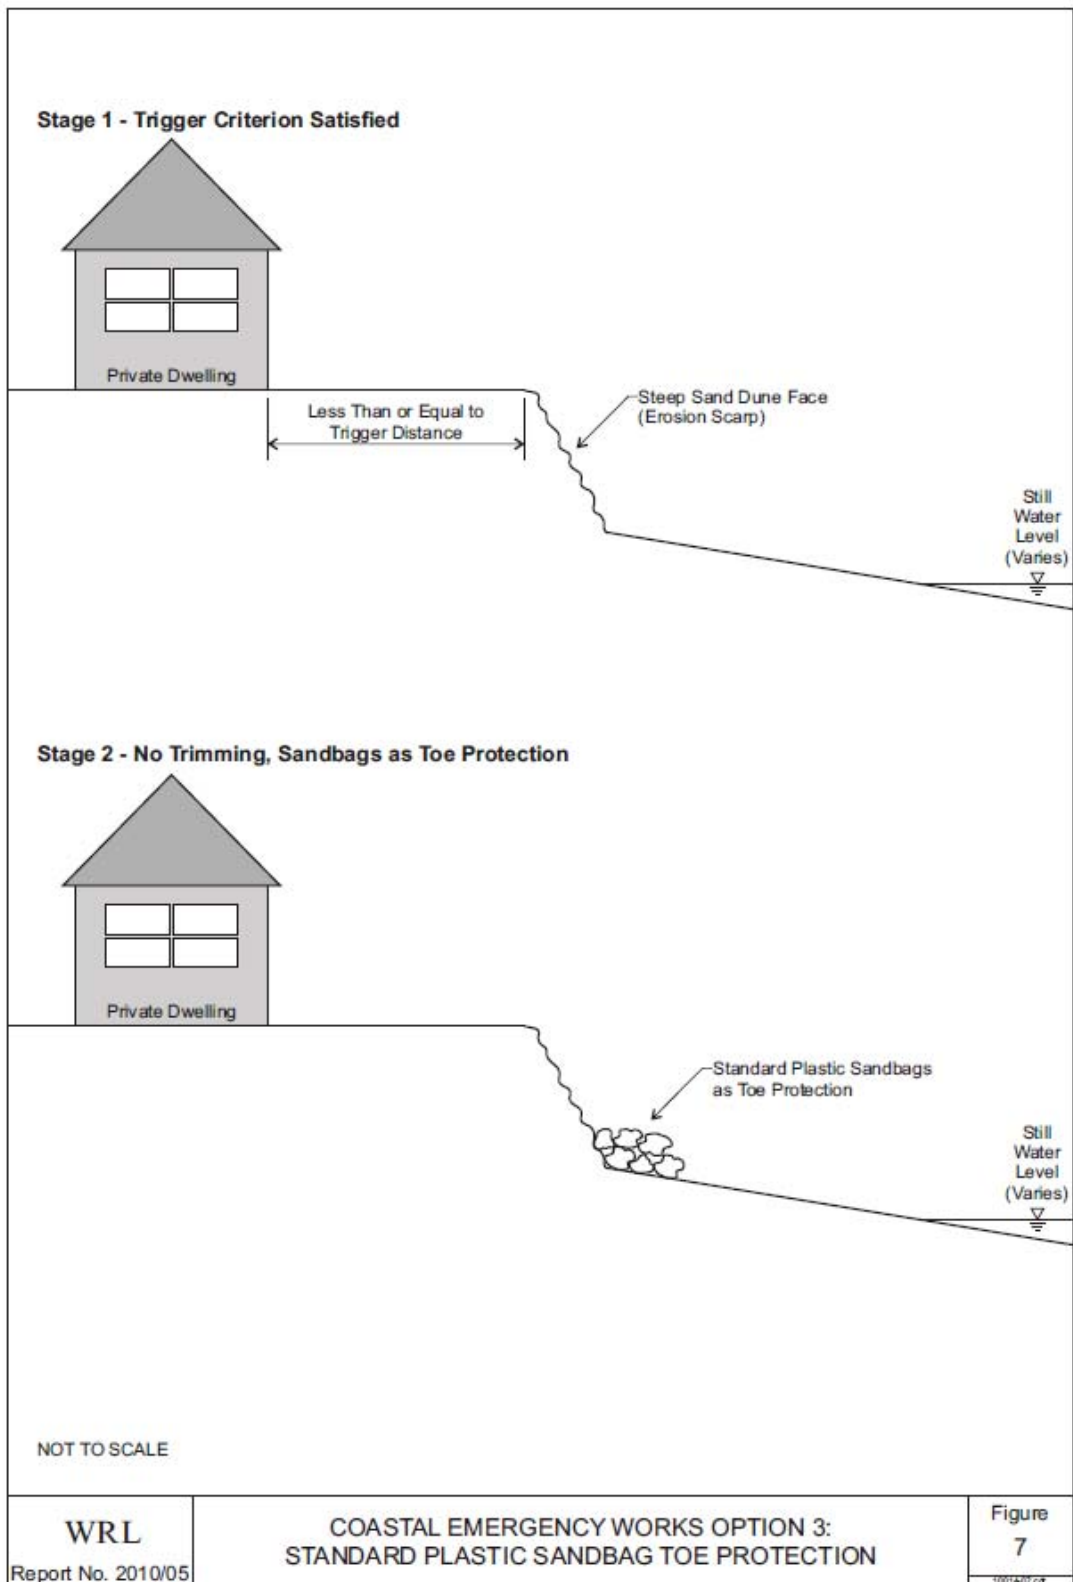 Stage 1 - Trigger Criterion Satisfied
Private Dwelling
Less Than or Equal to
Trigger Distance
Steep Sand Dune Face
(Erosion Scarp)
Still
Water
Level
(Varies)
Stage 2 - No Trimming, Sandbags as Toe Protection
Private Dwelling
Standard Plastic Sandbags
as Toe Protection
Still
Water
Level
(Varies)
NOT TO SCALE
WRL
Report No. 2010/05
COASTAL EMERGENCY WORKS OPTION 3:
STANDARD PLASTIC SANDBAG TOE PROTECTION
Figure
7